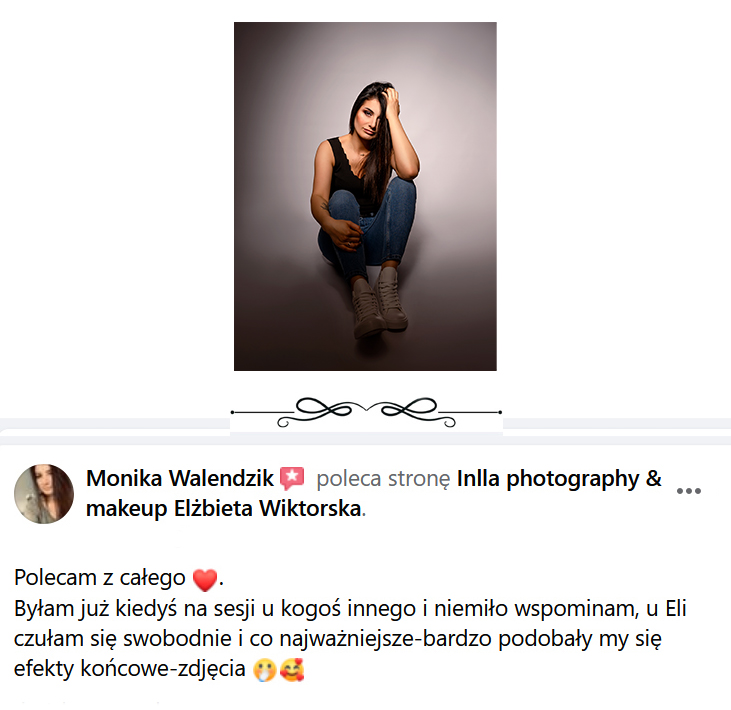 Monika Walendzik poleca stronę Inlla photography &
makeup Elżbieta Wiktorska.
Polecam z całego ❤️.
Byłam już kiedyś na sesji u kogoś innego i niemiło wspominam, u Eli
czułam się swobodnie i co najważniejsze-bardzo podobały my się
efekty końcowe-zdjęcia 🫢🥰